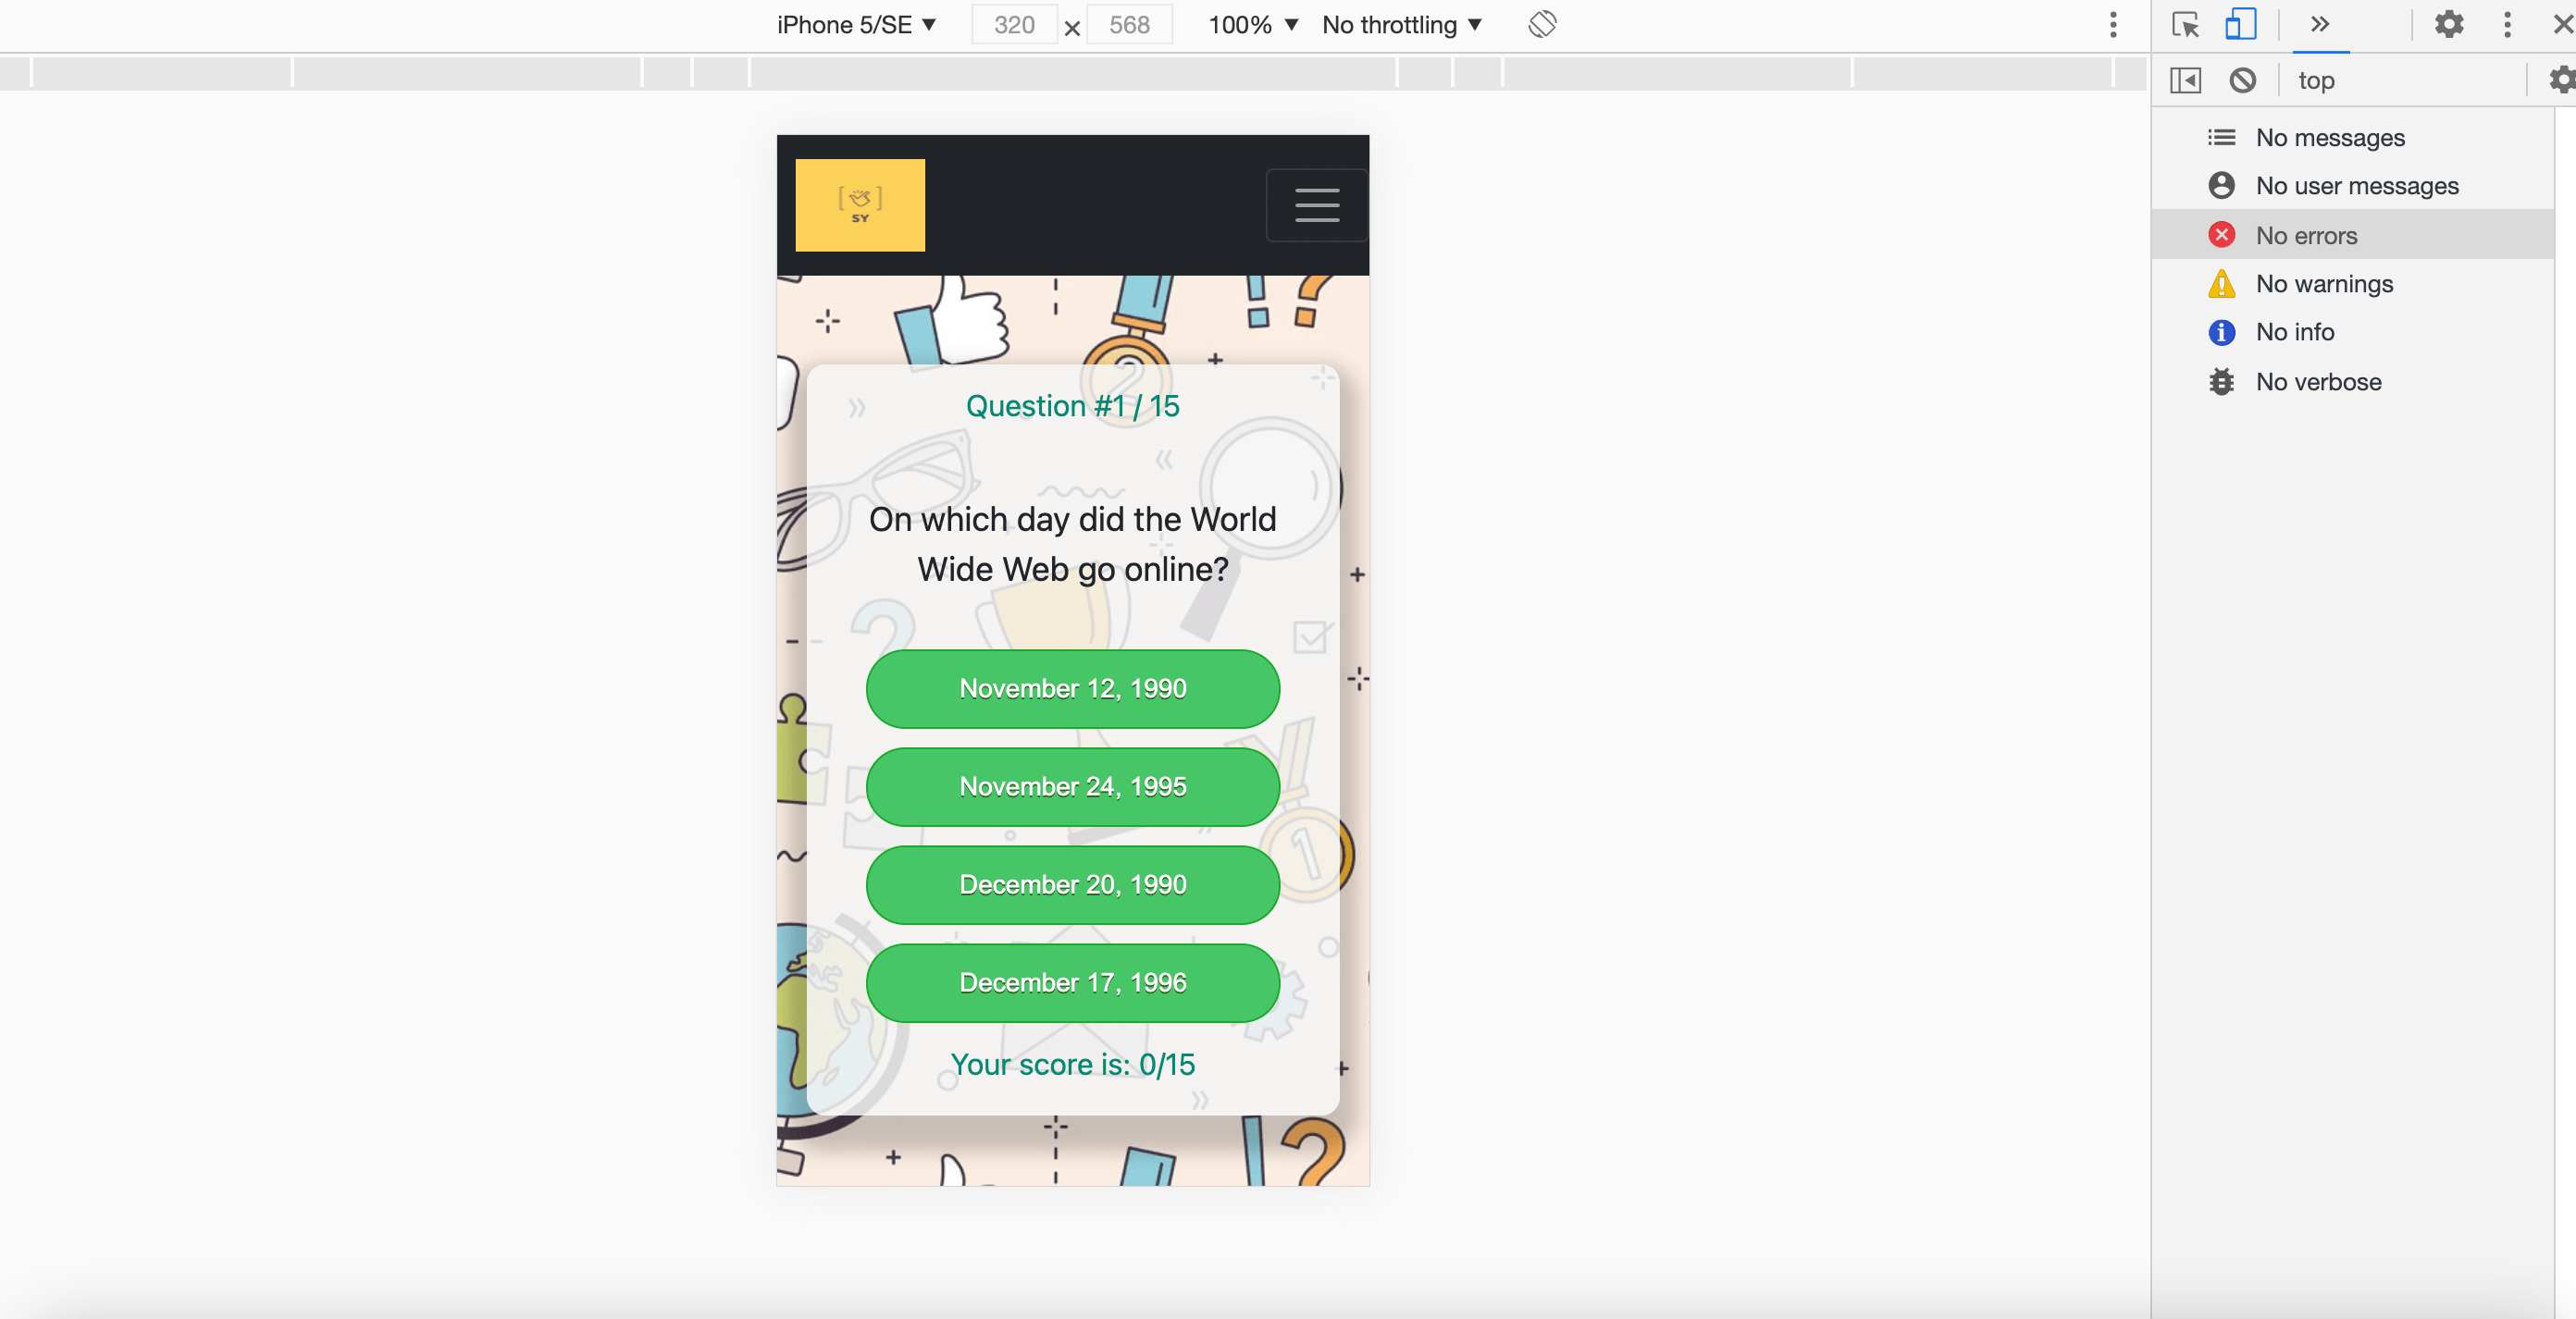 iPhone 5/SE ▼ 320 × 568 100% ▼ No throttling ▼
top
No messages
No user messages
No errors
No warnings
No info
No verbose
[ ]
SY
! ?
2
Question #1 / 15
On which day did the World
Wide Web go online?
?
November 12, 1990
November 24, 1995
1
December 20, 1990
December 17, 1996
Your score is: 0/15
! ?